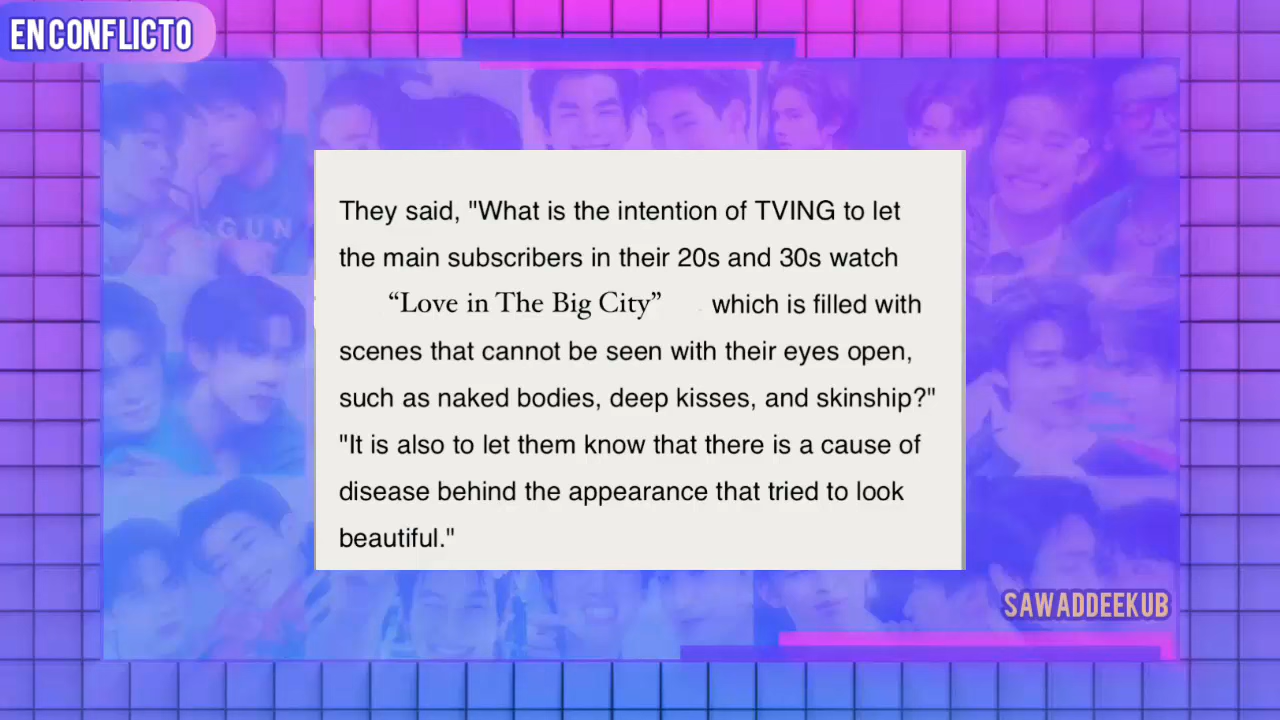 EN CONFLICTO
They said, "What is the intention of TVING to let
the main subscribers in their 20s and 30s watch
“Love in The Big City” which is filled with
scenes that cannot be seen with their eyes open,
such as naked bodies, deep kisses, and skinship?"
"It is also to let them know that there is a cause of
disease behind the appearance that tried to look
beautiful."
GUN
SAWADDEEKUB